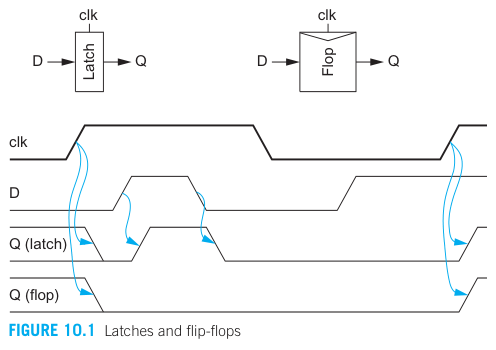 clk
clk
D
Latch
Q
D
Flop
Q
clk
D
Q (latch)
Q (flop)
FIGURE 10.1 Latches and flip-flops